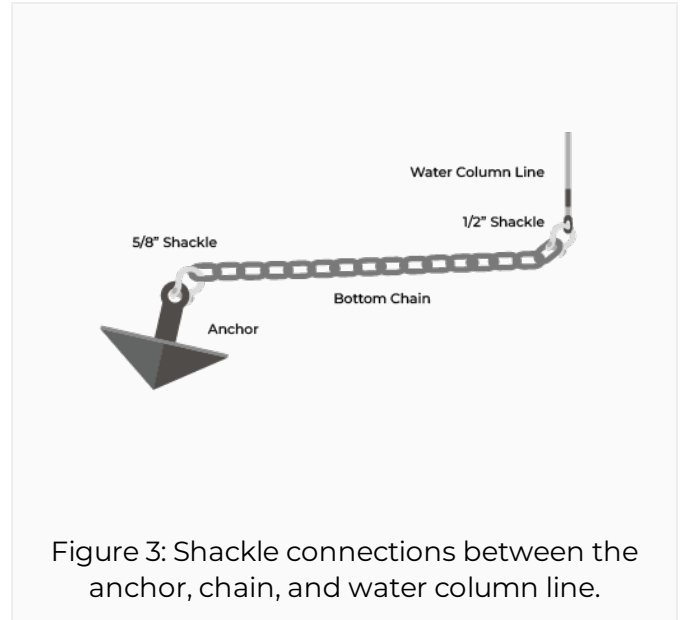 Water Column Line
1/2” Shackle
5/8” Shackle
Bottom Chain
Anchor
Figure 3: Shackle connections between the
anchor, chain, and water column line.